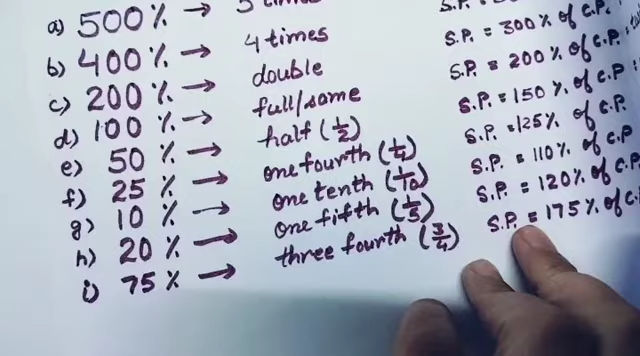 a) 500% → 5 times
b) 400% → 4 times S.P. = 300% of C.P.
c) 200% → double S.P. = 200% of C.P.
d) 100% → full/same S.P. = 150% of C.P.
e) 50% → half (1/2) S.P. = 125% of C.P.
f) 25% → one fourth (1/4) S.P. = 110% of C.P
g) 10% → one tenth (1/10) S.P. = 120% of C.P.
h) 20% → one fifth (1/5) S.P. = 175% of C.
i) 75% → three fourth (3/4)